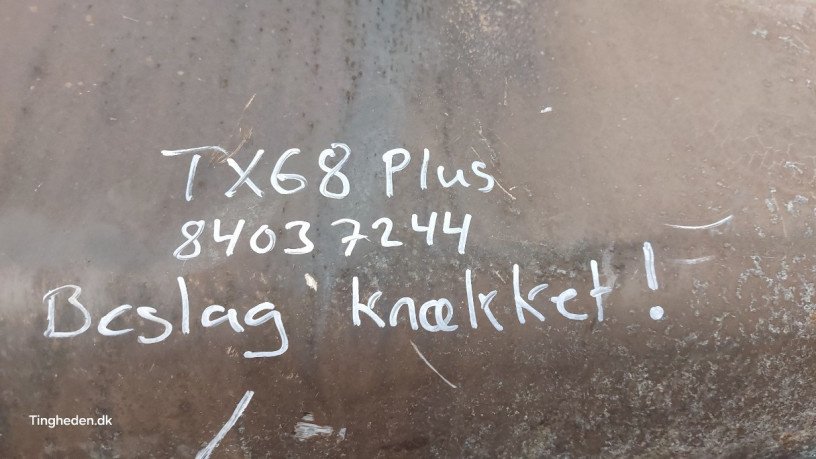 TX68 Plus
84037244
Beslag knækket!
Tingheden.dk